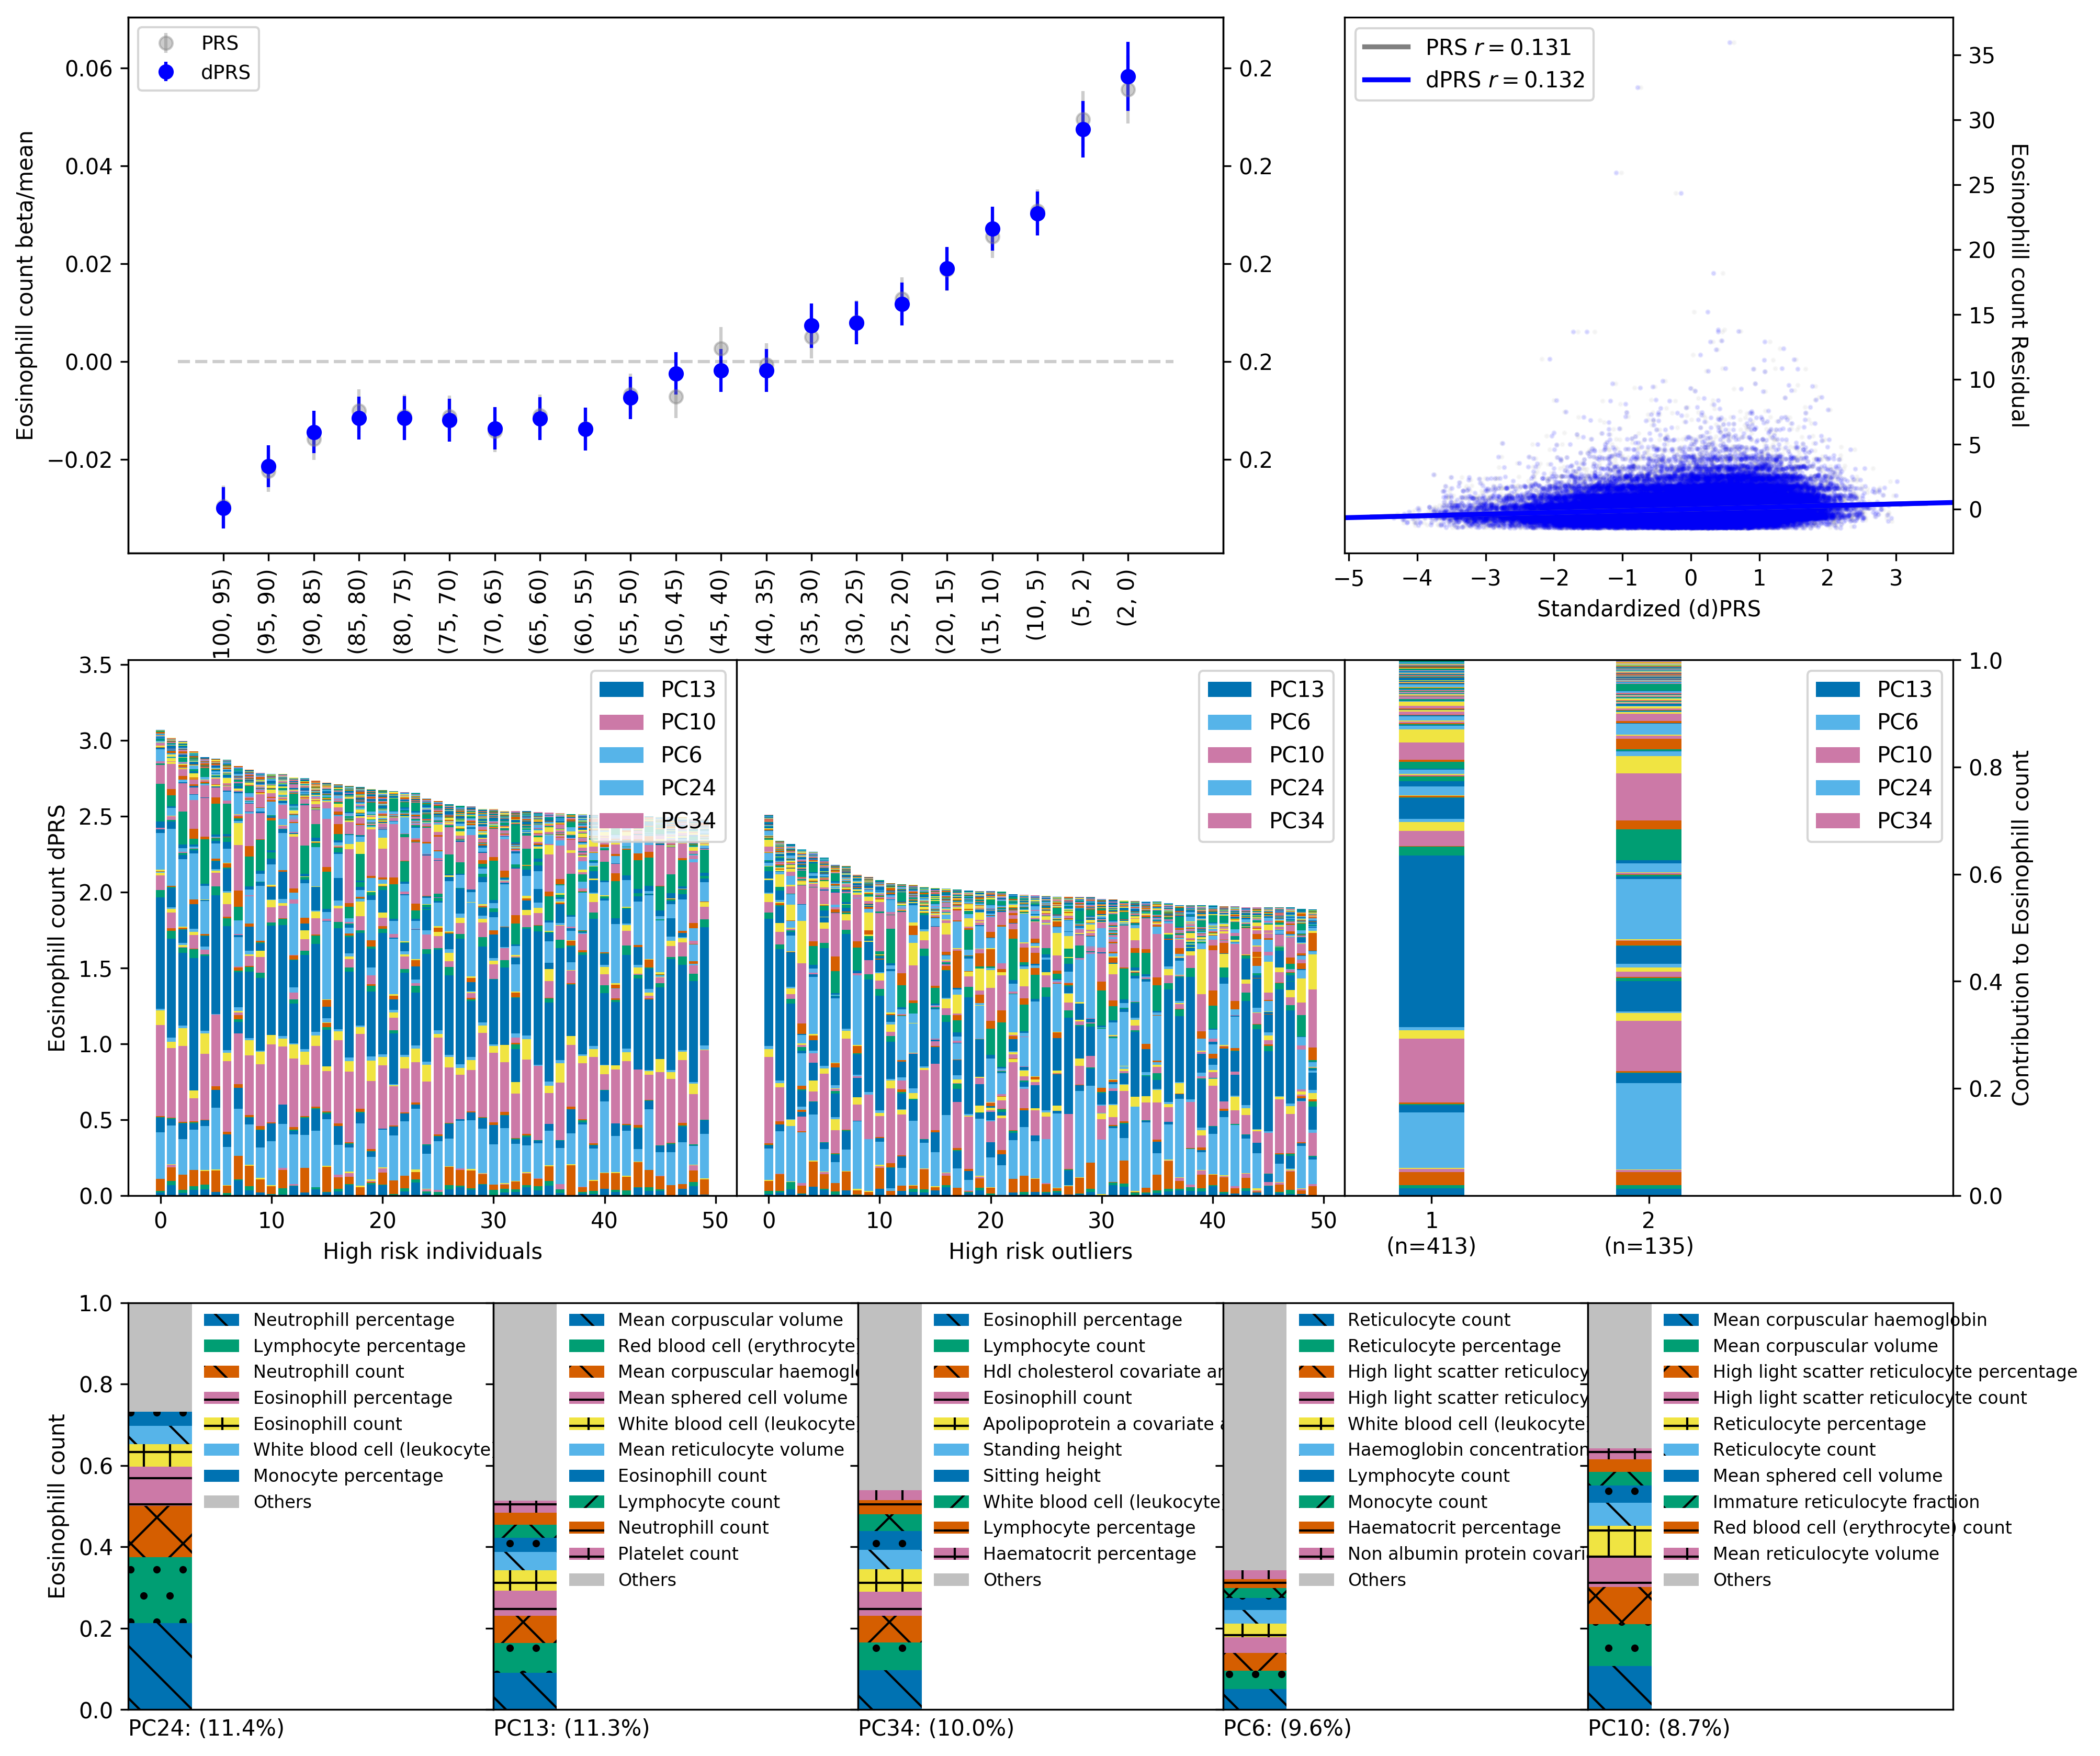 PRS
dPRS
Eosinophill count beta/mean
0.06
0.04
0.02
0.00
−0.02
0.2
0.2
0.2
0.2
0.2
100, 95)
(95, 90)
(90, 85)
(85, 80)
(80, 75)
(75, 70)
(70, 65)
(65, 60)
(60, 55)
(55, 50)
(50, 45)
(45, 40)
(40, 35)
(35, 30)
(30, 25)
(25, 20)
(20, 15)
(15, 10)
(10, 5)
(5, 2)
(2, 0)
PRS r = 0.131
dPRS r = 0.132
35
30
25
20
15
10
5
0
Eosinophill count Residual
−5 −4 −3 −2 −1 0 1 2 3
Standardized (d)PRS
Eosinophill count dPRS
3.5
3.0
2.5
2.0
1.5
1.0
0.5
0.0
PC13
PC10
PC6
PC24
PC34
0 10 20 30 40 50
High risk individuals
PC13
PC6
PC10
PC24
PC34
0 10 20 30 40 50
High risk outliers
PC13
PC6
PC10
PC24
PC34
1
(n=413)
2
(n=135)
1.0
0.8
0.6
0.4
0.2
0.0
Contribution to Eosinophill count
Eosinophill count
1.0
0.8
0.6
0.4
0.2
0.0
Neutrophill percentage
Lymphocyte percentage
Neutrophill count
Eosinophill percentage
Eosinophill count
White blood cell (leukocyte
Monocyte percentage
Others
PC24: (11.4%)
Mean corpuscular volume
Red blood cell (erythrocyte
Mean corpuscular haemogl
Mean sphered cell volume
White blood cell (leukocyte
Mean reticulocyte volume
Eosinophill count
Lymphocyte count
Neutrophill count
Platelet count
Others
PC13: (11.3%)
Eosinophill percentage
Lymphocyte count
Hdl cholesterol covariate ar
Eosinophill count
Apolipoprotein a covariate
Standing height
Sitting height
White blood cell (leukocyte
Lymphocyte percentage
Haematocrit percentage
Others
PC34: (10.0%)
Reticulocyte count
Reticulocyte percentage
High light scatter reticulocy
High light scatter reticulocy
White blood cell (leukocyte
Haemoglobin concentration
Lymphocyte count
Monocyte count
Haematocrit percentage
Non albumin protein covari
Others
PC6: (9.6%)
Mean corpuscular haemoglobin
Mean corpuscular volume
High light scatter reticulocyte percentage
High light scatter reticulocyte count
Reticulocyte percentage
Reticulocyte count
Mean sphered cell volume
Immature reticulocyte fraction
Red blood cell (erythrocyte) count
Mean reticulocyte volume
Others
PC10: (8.7%)